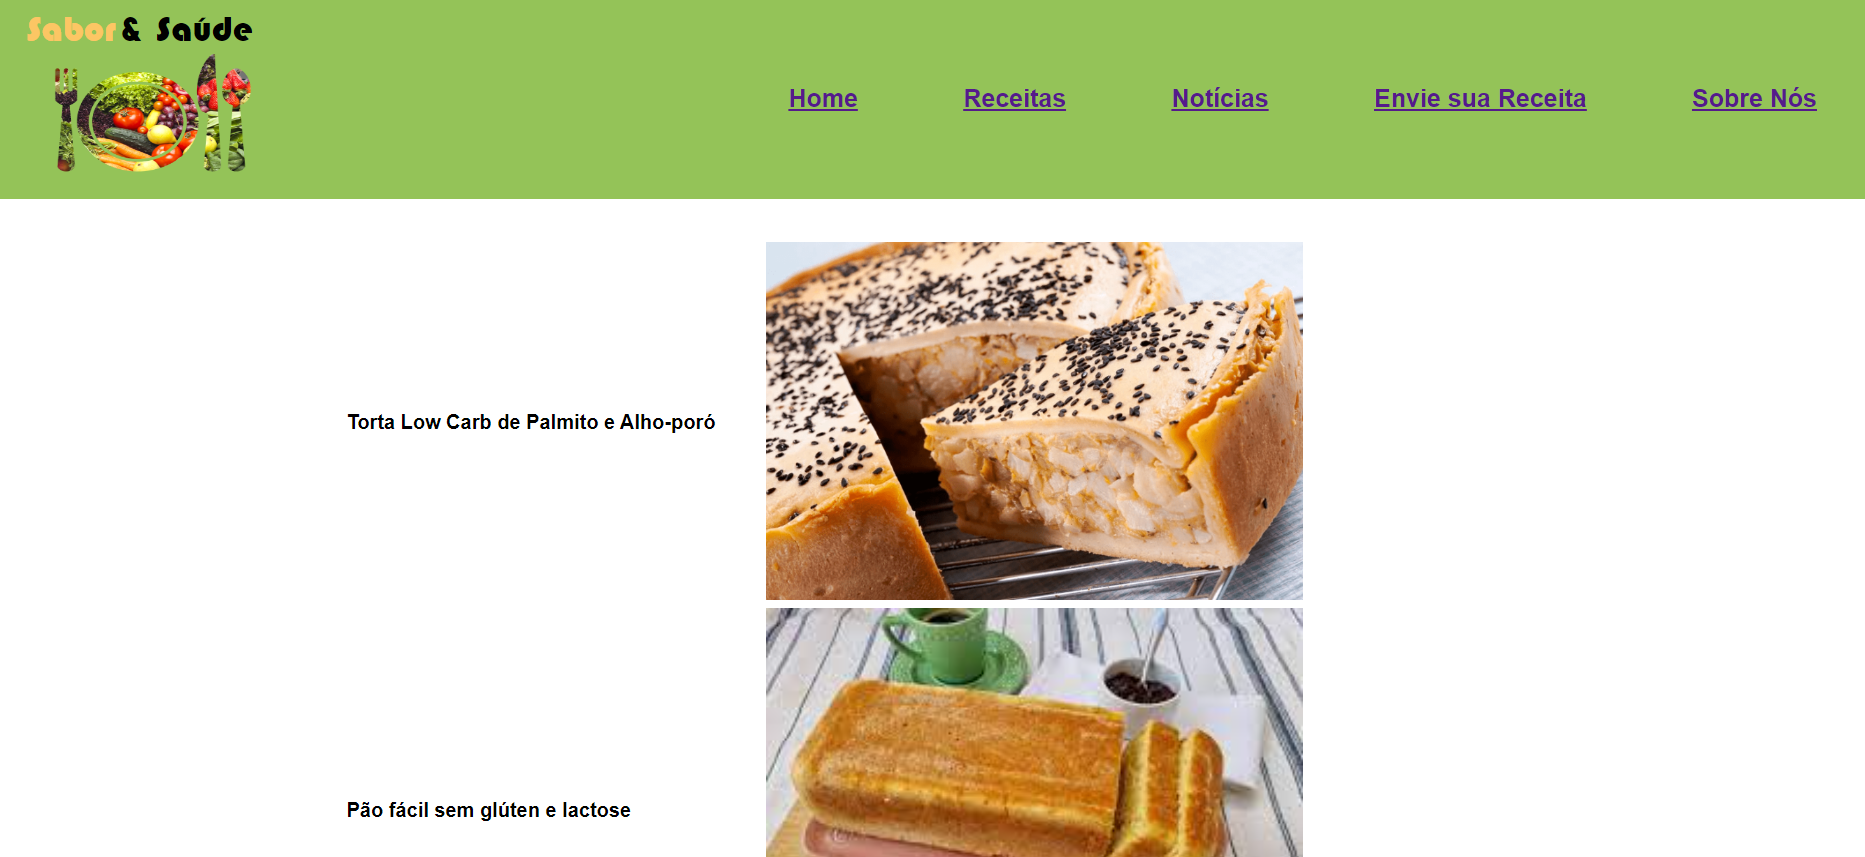 Sabor & Saúde
Home Receitas Notícias Envie sua Receita Sobre Nós
Torta Low Carb de Palmito e Alho-poró
Pão fácil sem glúten e lactose